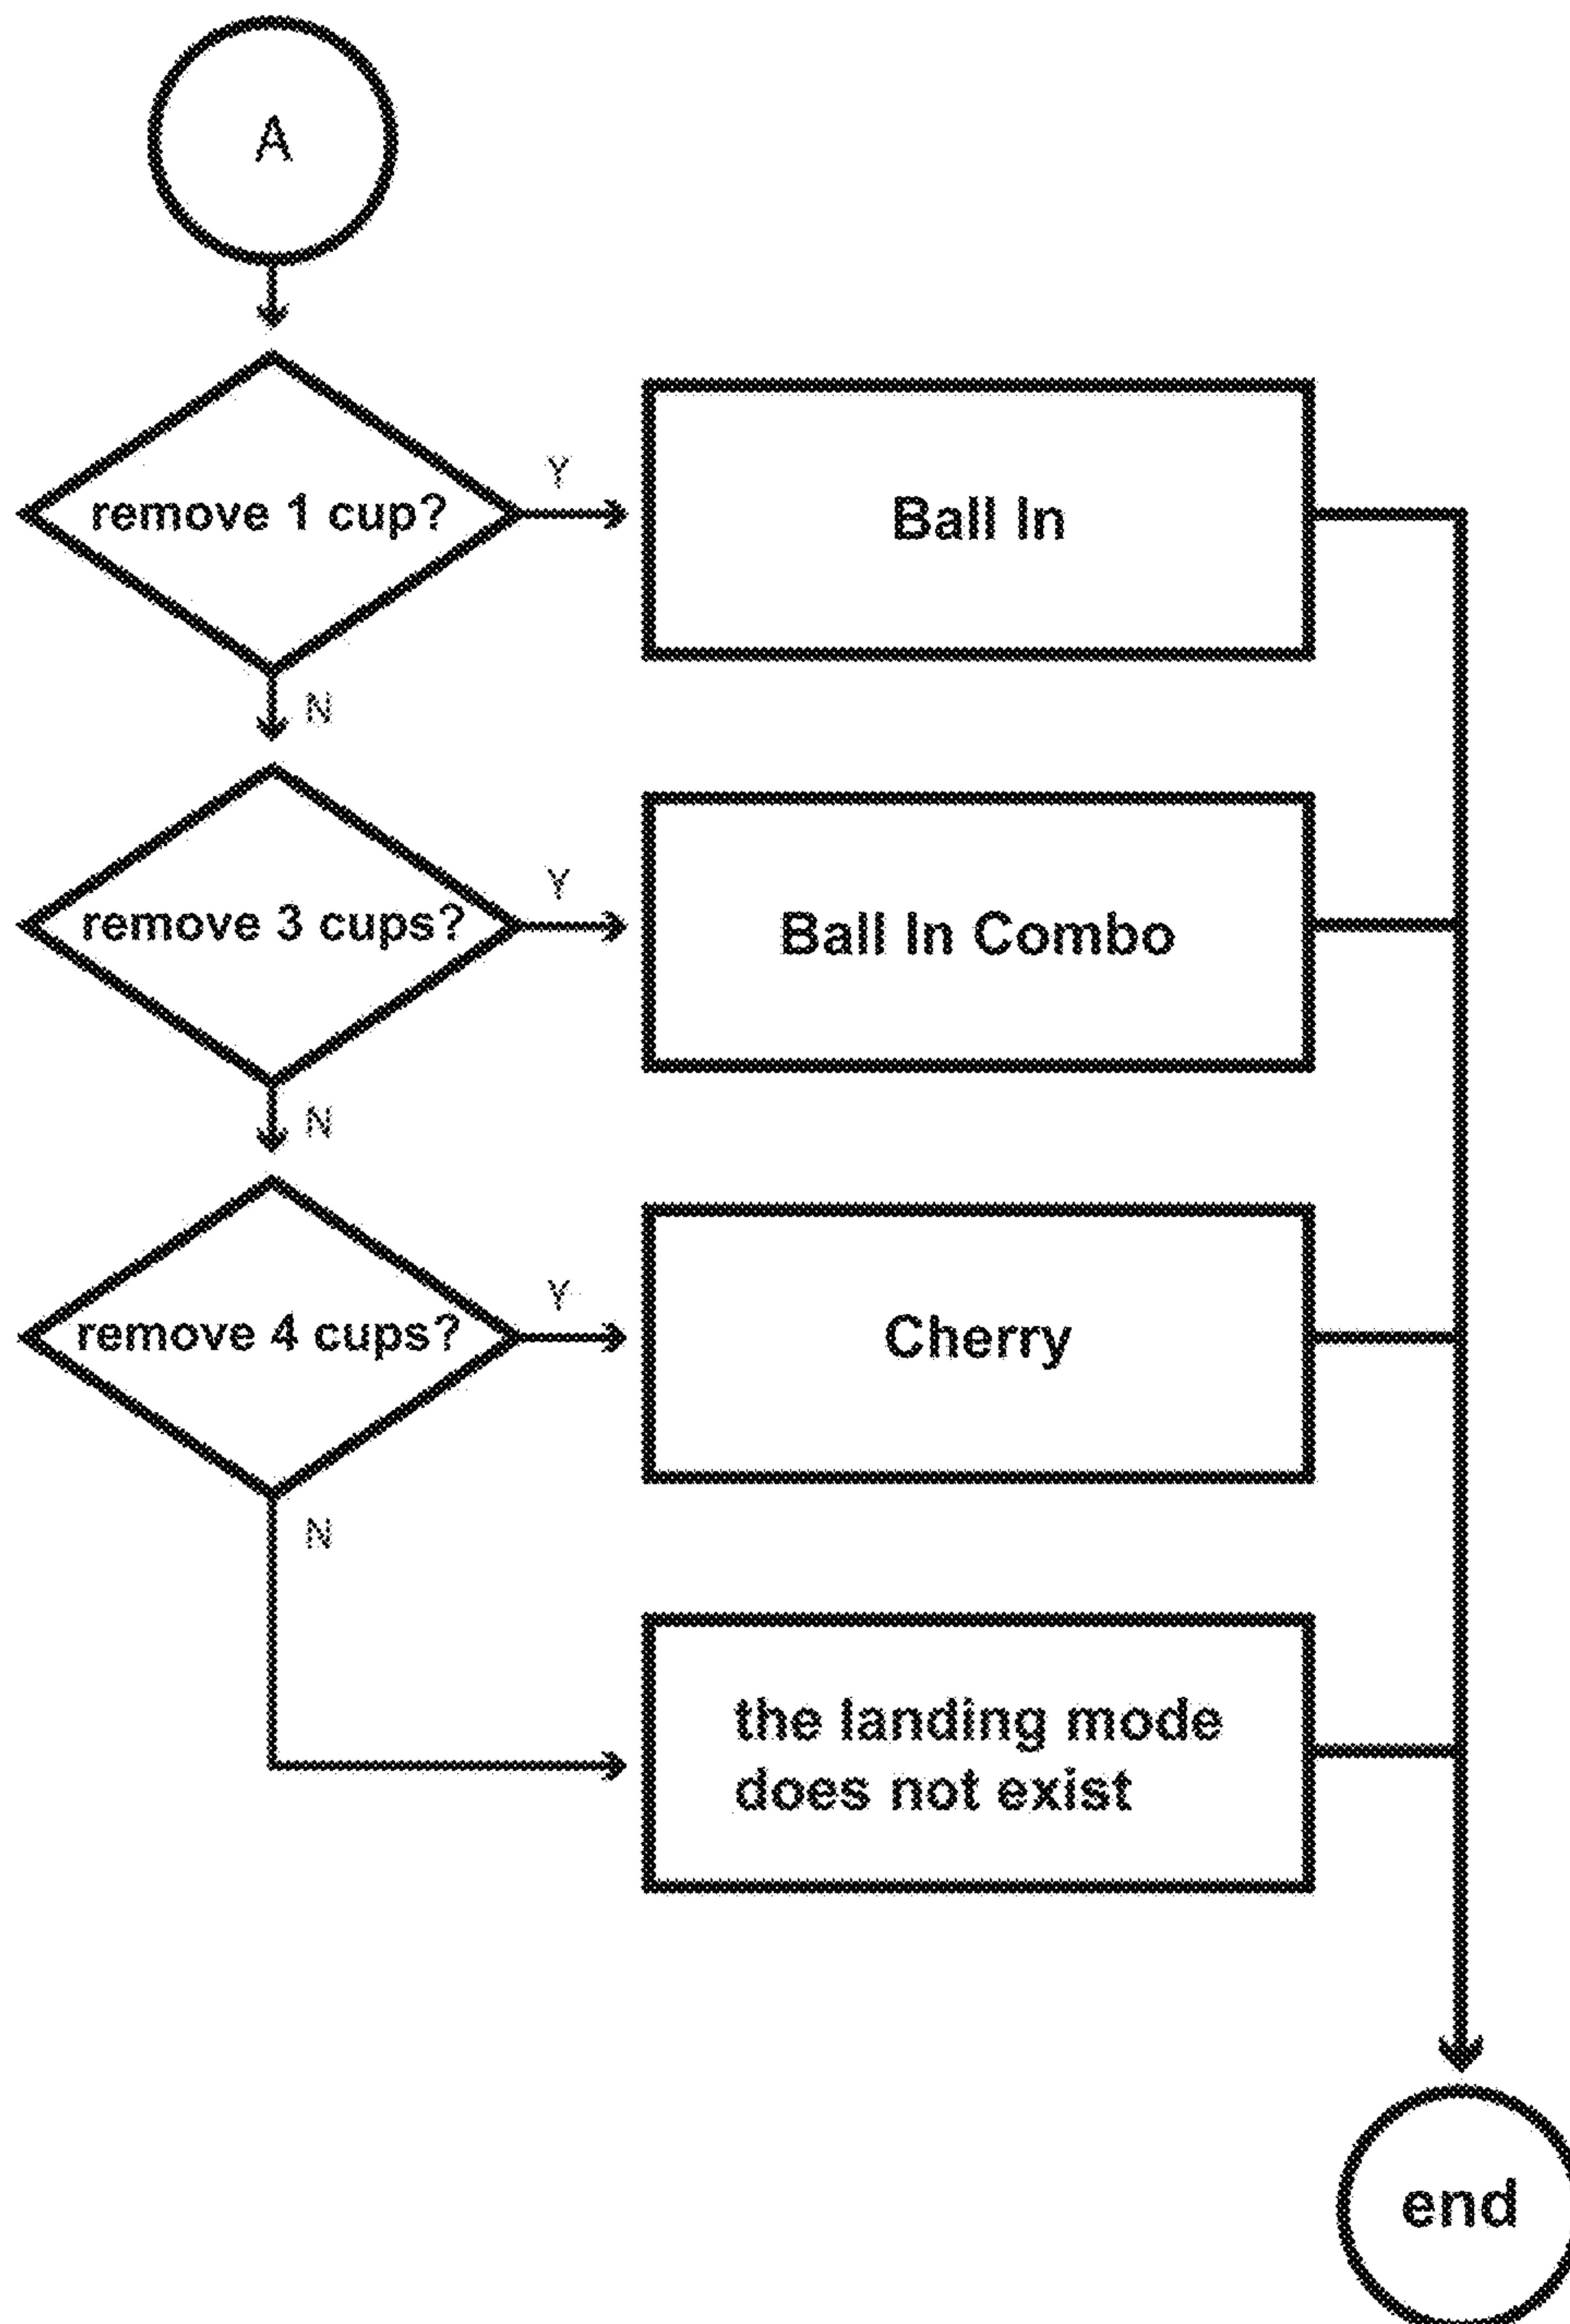 A
remove 1 cup?
Y
Ball In
N
remove 3 cups?
Y
Ball In Combo
N
remove 4 cups?
Y
Cherry
N
the landing mode
does not exist
end